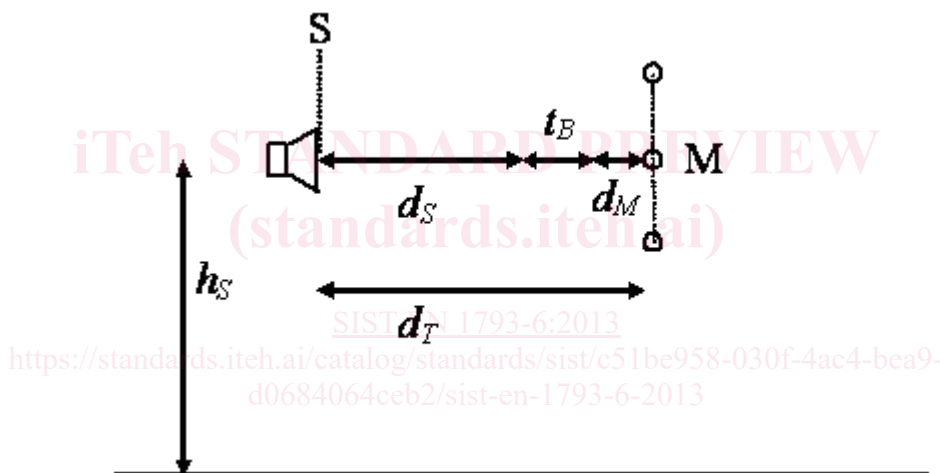 S
t_B
iTeh STANDARD PREVIEW
M
d_S
d_M
(standards.iteh.ai)
h_S
d_T
SIST EN 1793-6:2013
https://standards.iteh.ai/catalog/standards/sist/c51be958-030f-4ac4-bea9-
d0684064ceb2/sist-en-1793-6-2013